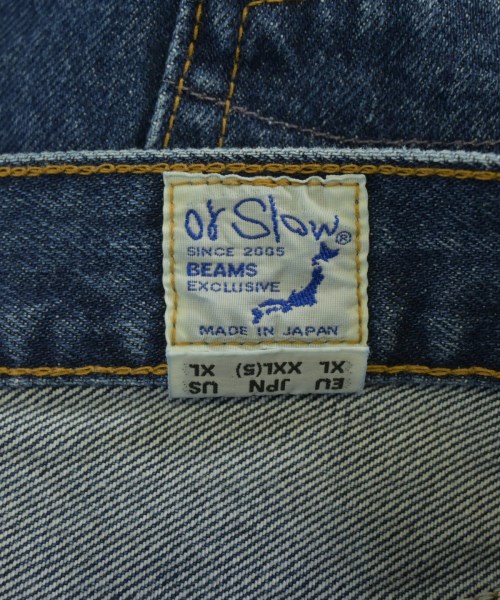 or Slow®
SINCE 2005
BEAMS
EXCLUSIVE
MADE IN JAPAN
EU JPN US
XL XXL(5) XL